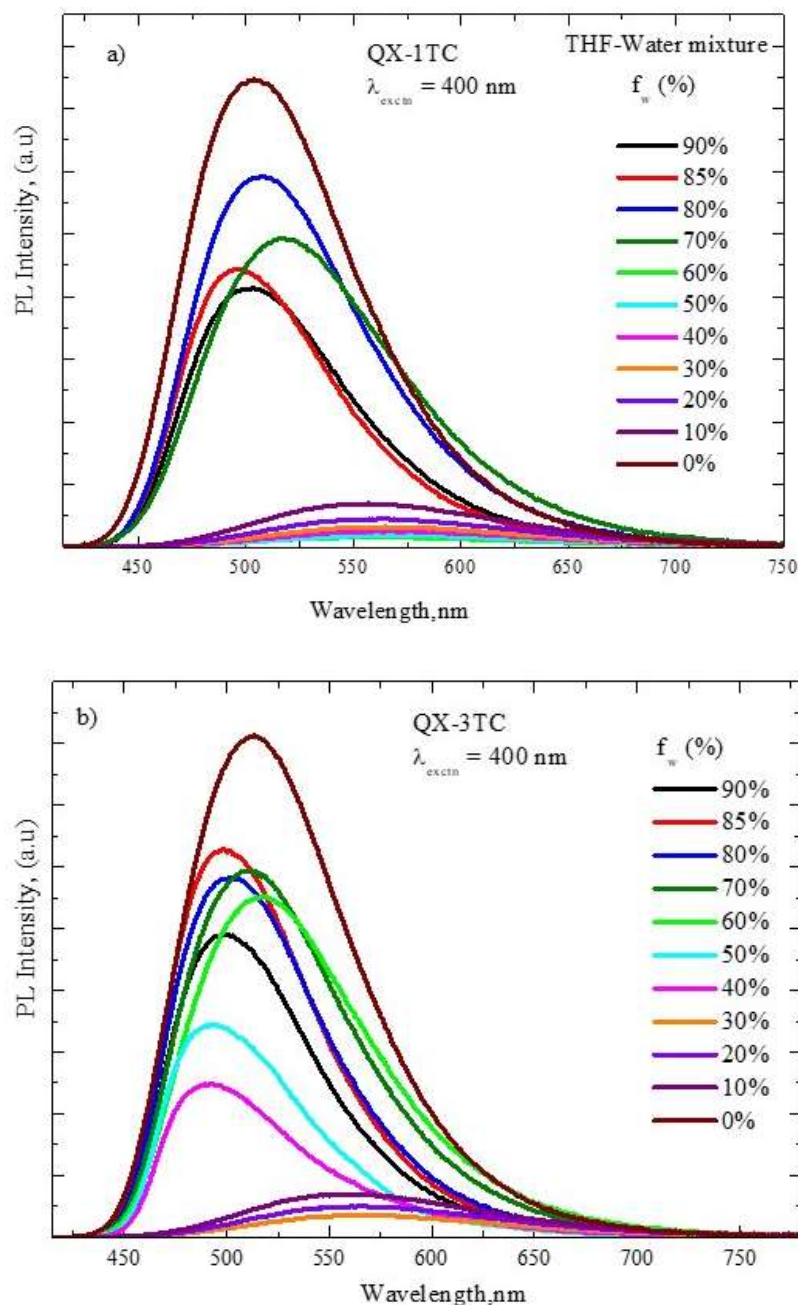 a)
QX-1TC
λexctn = 400 nm
THF-Water mixture
fw (%)
90%
85%
80%
70%
60%
50%
40%
30%
20%
10%
0%
PL Intensity, (a.u)
450 500 550 600 650 700 750
Wavelength,nm
b)
QX-3TC
λexctn = 400 nm
fw (%)
90%
85%
80%
70%
60%
50%
40%
30%
20%
10%
0%
PL Intensity, (a.u)
450 500 550 600 650 700 750
Wavelength,nm